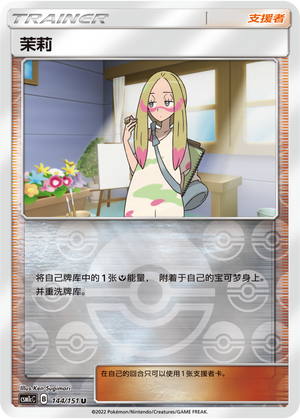 TRAINER
支援者
茉莉
将自己牌库中的1张能量，附着于自己的宝可梦身上。
并重洗牌库。
在自己的回合只可以使用1张支援者卡。
Illus. Ken Sugimori
144/151 U
©2022 Pokémon/Nintendo/Creatures/GAME FREAK.